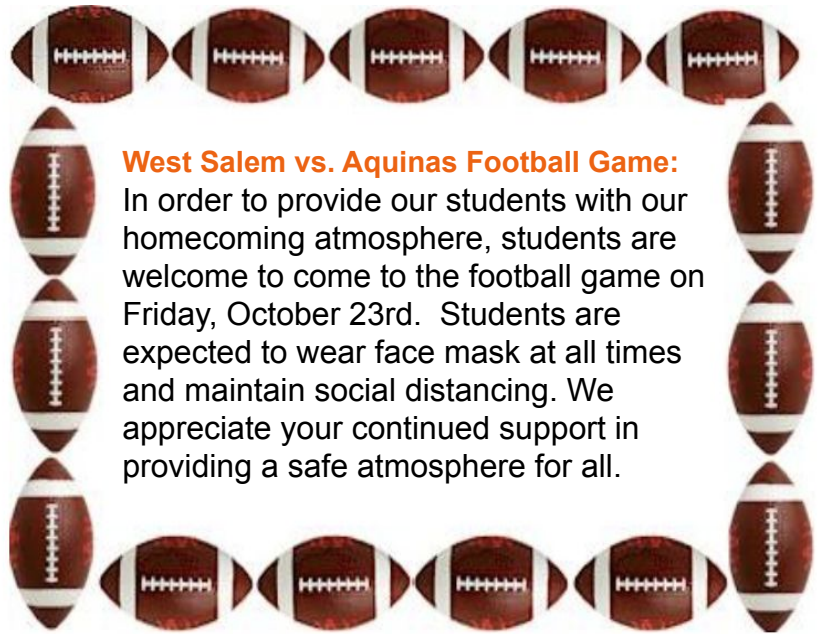 West Salem vs. Aquinas Football Game:
In order to provide our students with our
homecoming atmosphere, students are
welcome to come to the football game on
Friday, October 23rd.  Students are
expected to wear face mask at all times
and maintain social distancing. We
appreciate your continued support in
providing a safe atmosphere for all.